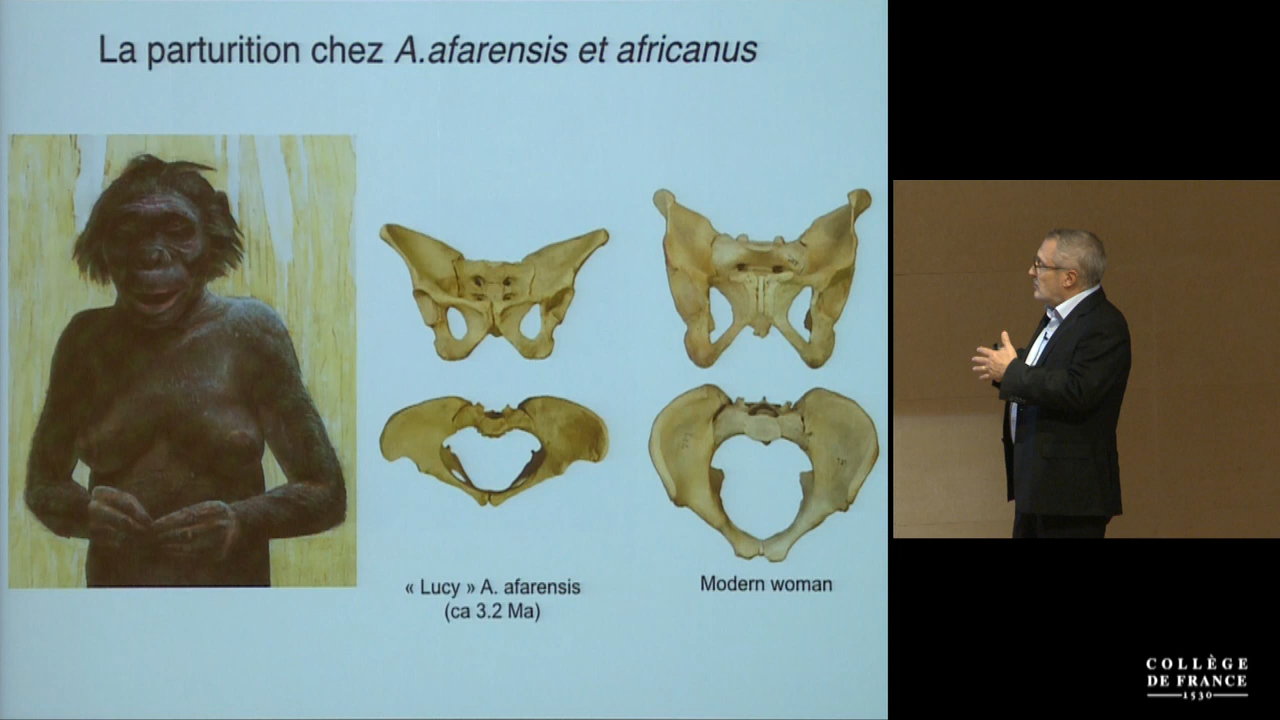 La parturition chez A.afarensis et africanus
« Lucy » A. afarensis
(ca 3.2 Ma)
Modern woman
COLLÈGE
DE FRANCE
1530